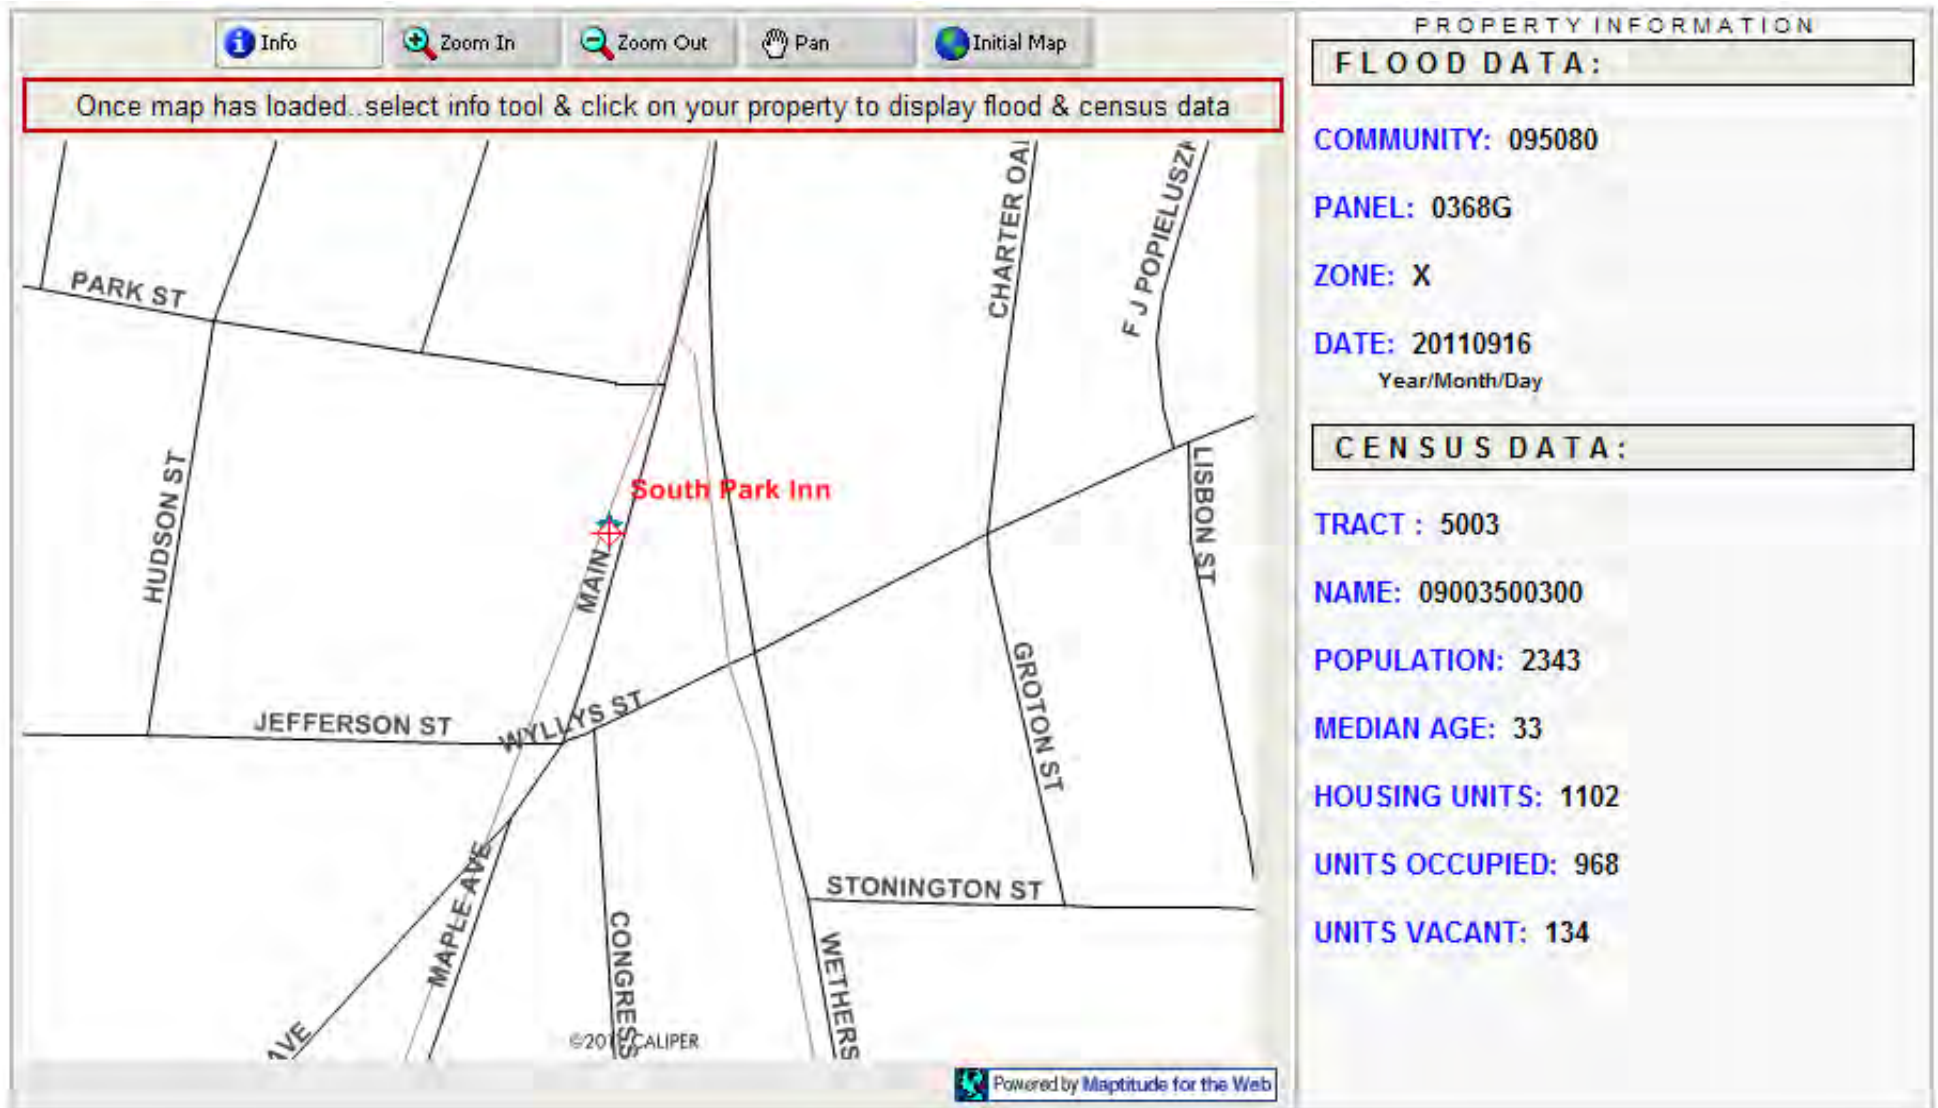 Info
Zoom In
Zoom Out
Pan
Initial Map
Once map has loaded..select info tool & click on your property to display flood & census data
CHARTER OA
F J POPIELUSZK
PARK ST
HUDSON ST
South Park Inn
LISBON ST
MAIN
GROTON ST
JEFFERSON ST
WYLLYS ST
MAPLE AVE
STONINGTON ST
CONGRESS
WETHERS
AVE
CALIPER
Powered by Maptitude for the Web
PROPERTY INFORMATION
FLOOD DATA:
COMMUNITY: 095080
PANEL: 0368G
ZONE: X
DATE: 20110916
Year/Month/Day
CENSUS DATA:
TRACT : 5003
NAME: 09003500300
POPULATION: 2343
MEDIAN AGE: 33
HOUSING UNITS: 1102
UNITS OCCUPIED: 968
UNITS VACANT: 134